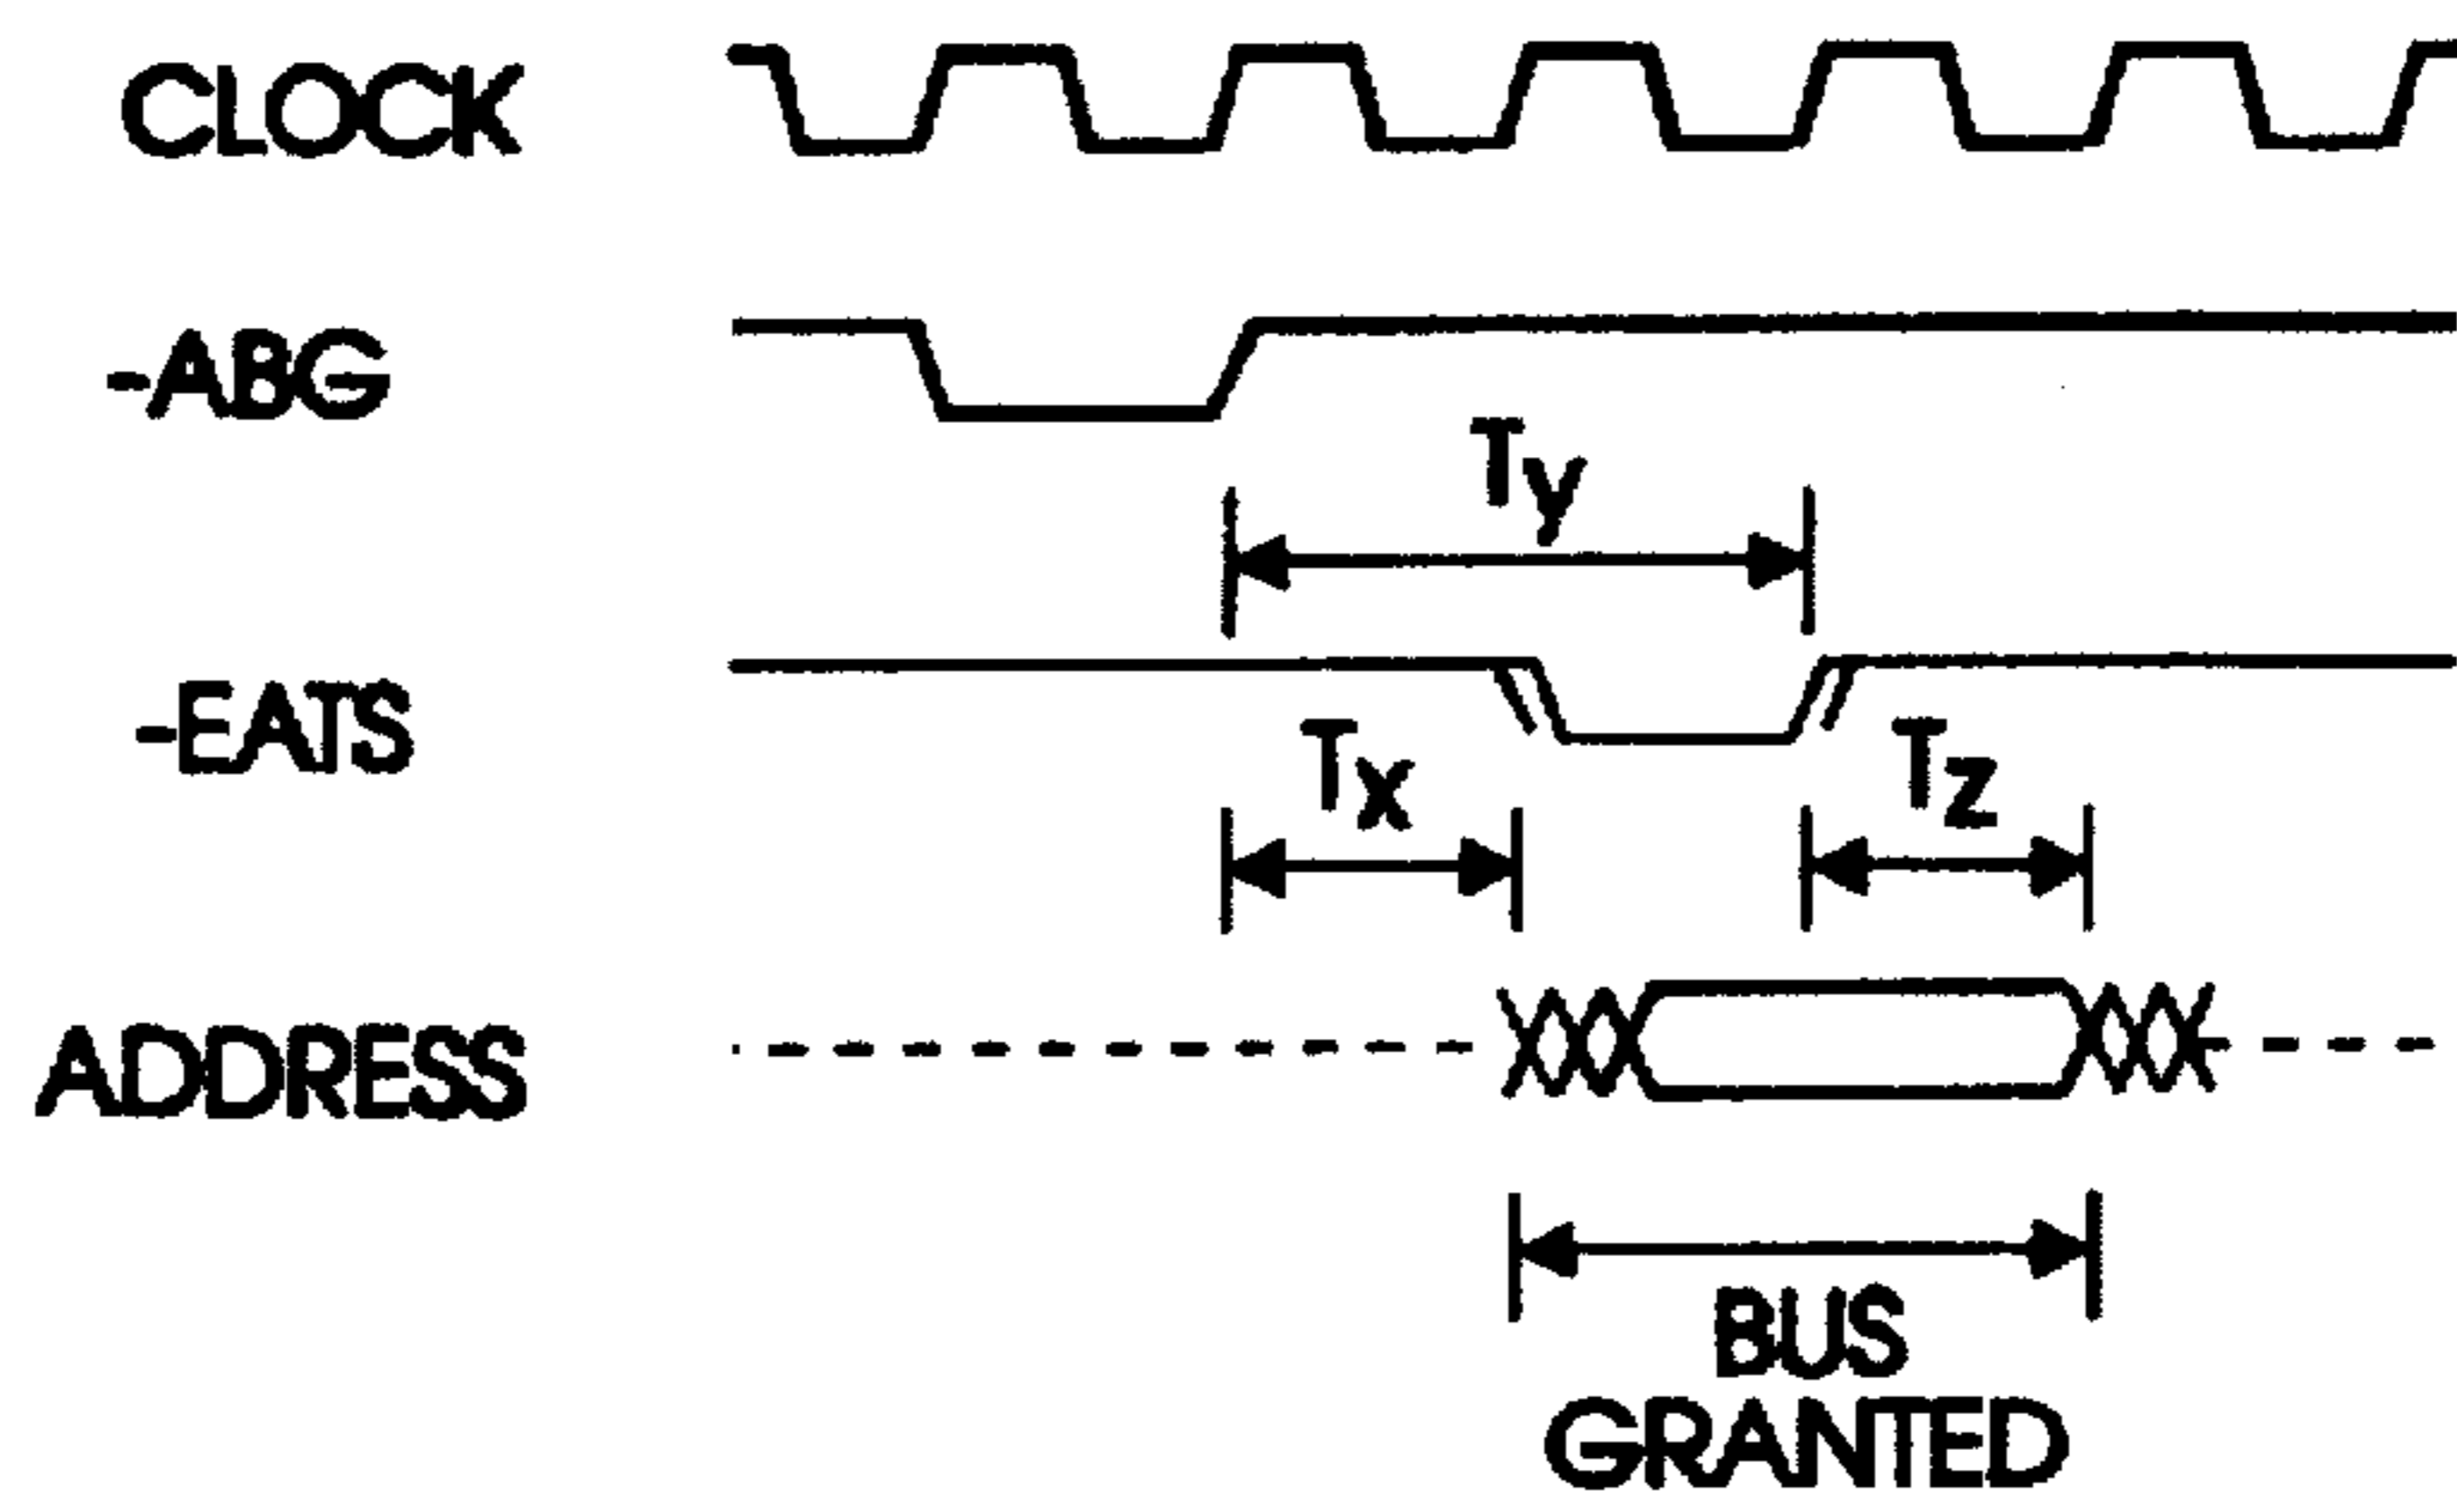 CLOCK
-ABG
Ty
-EATS
Tx
Tz
ADDRESS
BUS
GRANTED